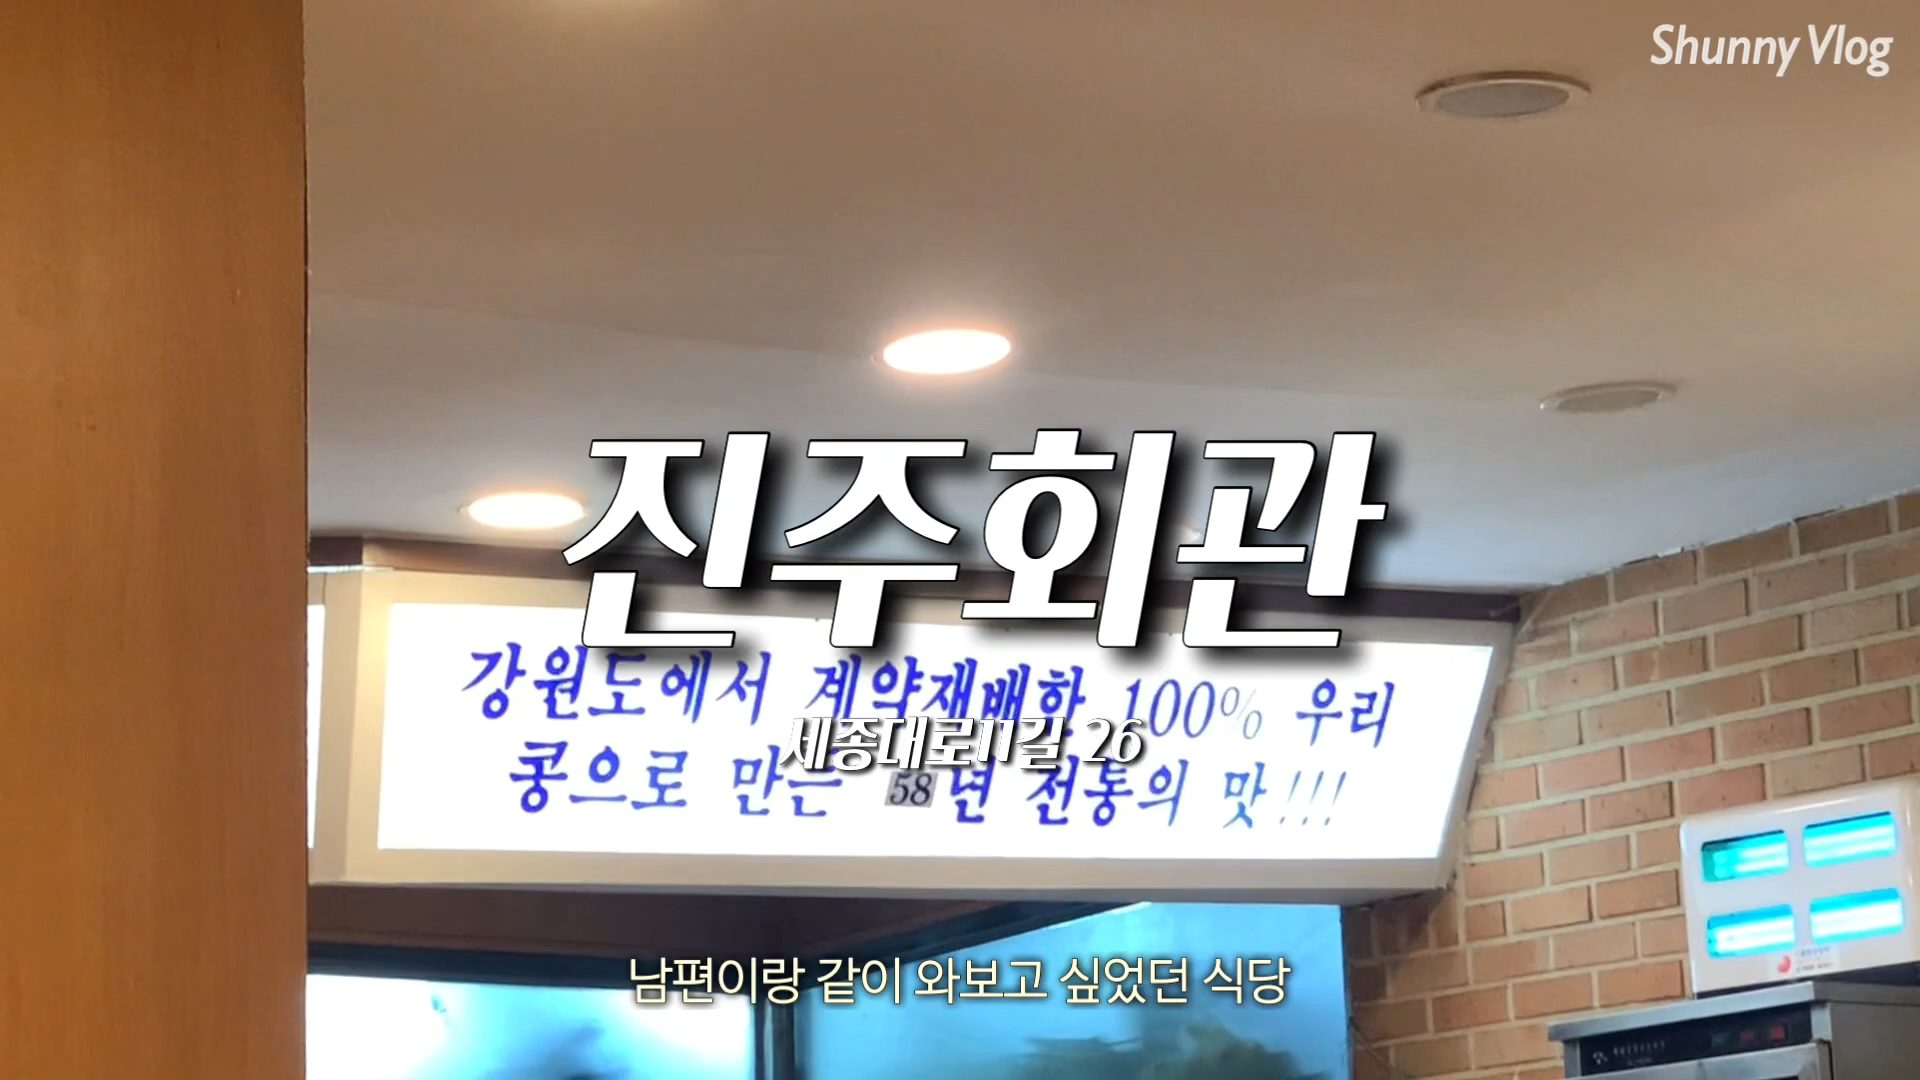 Shunny Vlog
진주회관
강원도에서 계약재배한 100% 우리
세종대로11길 26
콩으로 만든 58년 전통의 맛!!!
남편이랑 같이 와보고 싶었던 식당